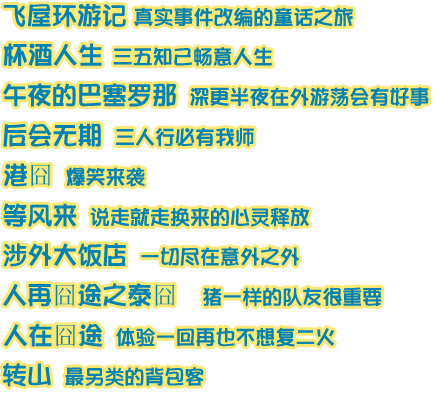 飞屋环游记 真实事件改编的童话之旅
杯酒人生 三五知己畅意人生
午夜的巴塞罗那 深更半夜在外游荡会有好事
后会无期 三人行必有我师
港囧 爆笑来袭
等风来 说走就走换来的心灵释放
涉外大饭店 一切尽在意外之外
人再囧途之泰囧 猪一样的队友很重要
人在囧途 体验一回再也不想复二火
转山 最另类的背包客